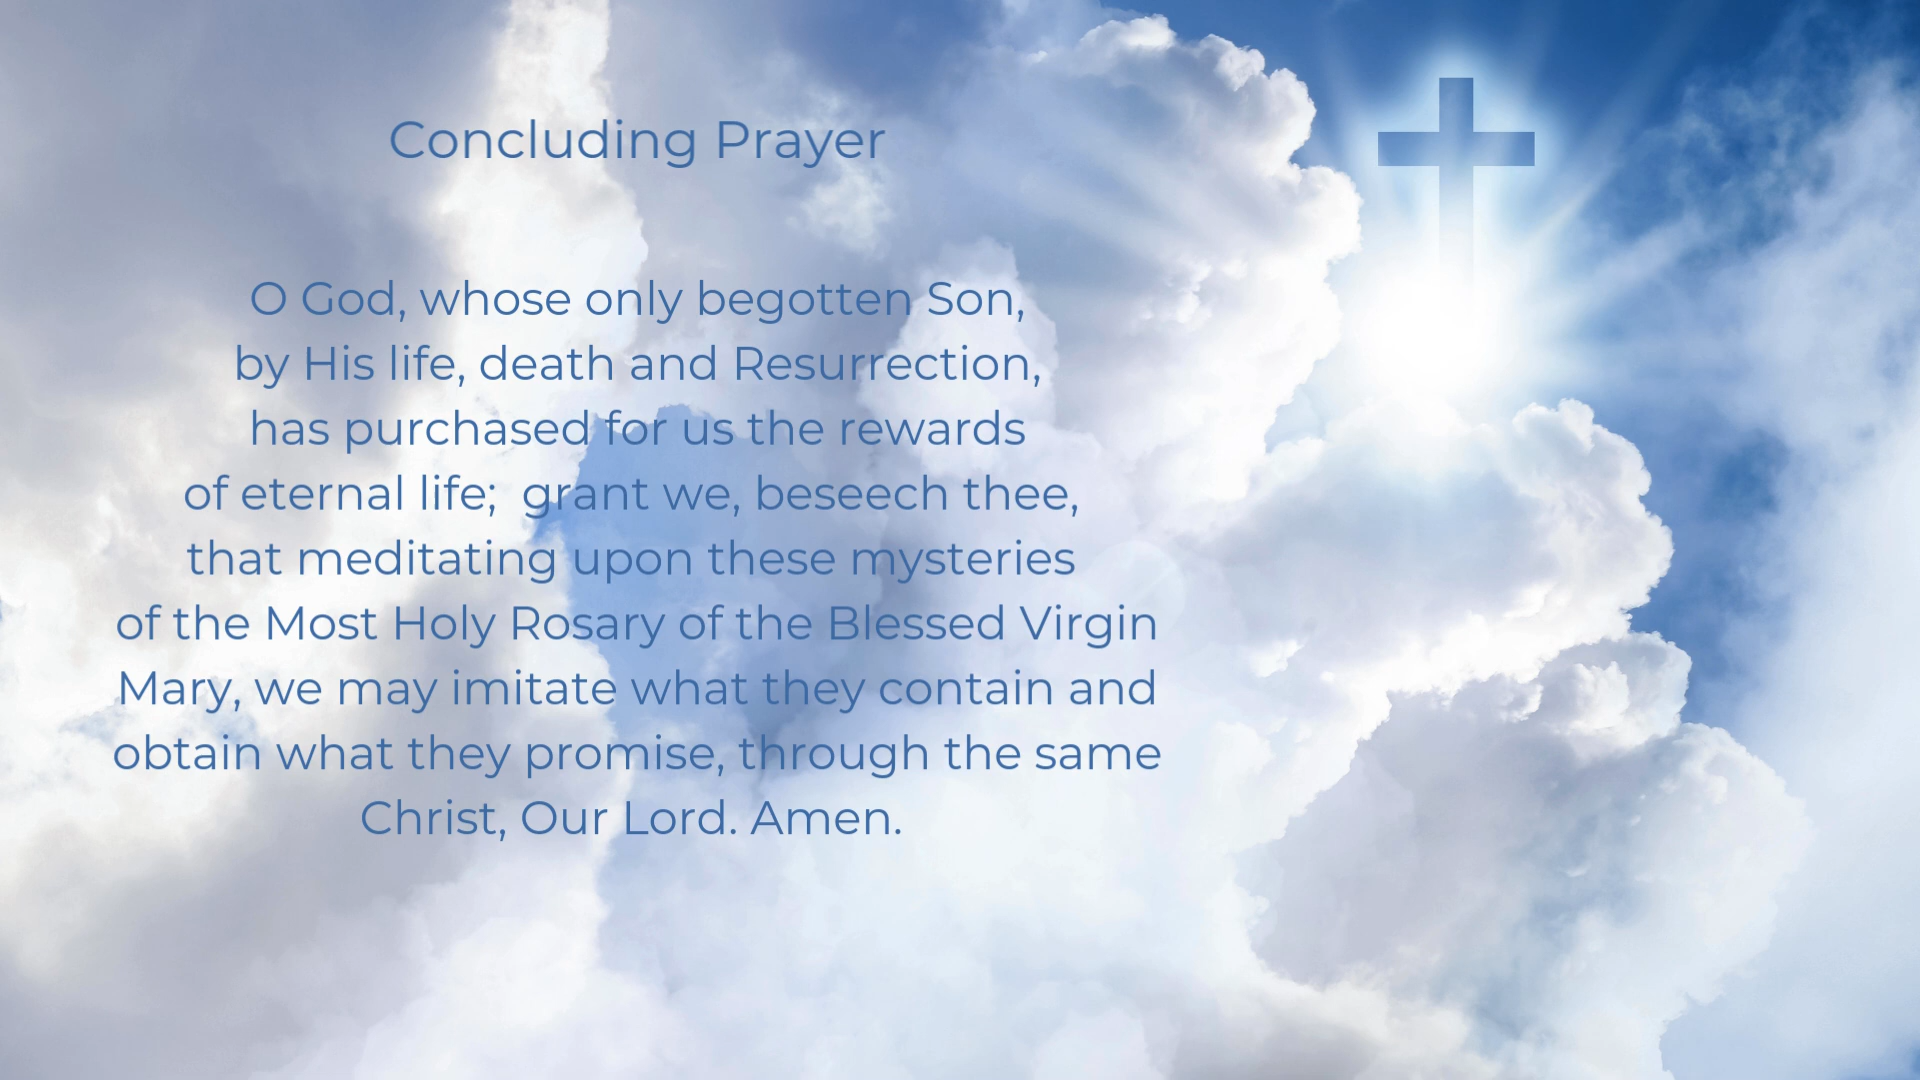 Concluding Prayer
O God, whose only begotten Son,
by His life, death and Resurrection,
has purchased for us the rewards
of eternal life;  grant we, beseech thee,
that meditating upon these mysteries
of the Most Holy Rosary of the Blessed Virgin
Mary, we may imitate what they contain and
obtain what they promise, through the same
Christ, Our Lord. Amen.